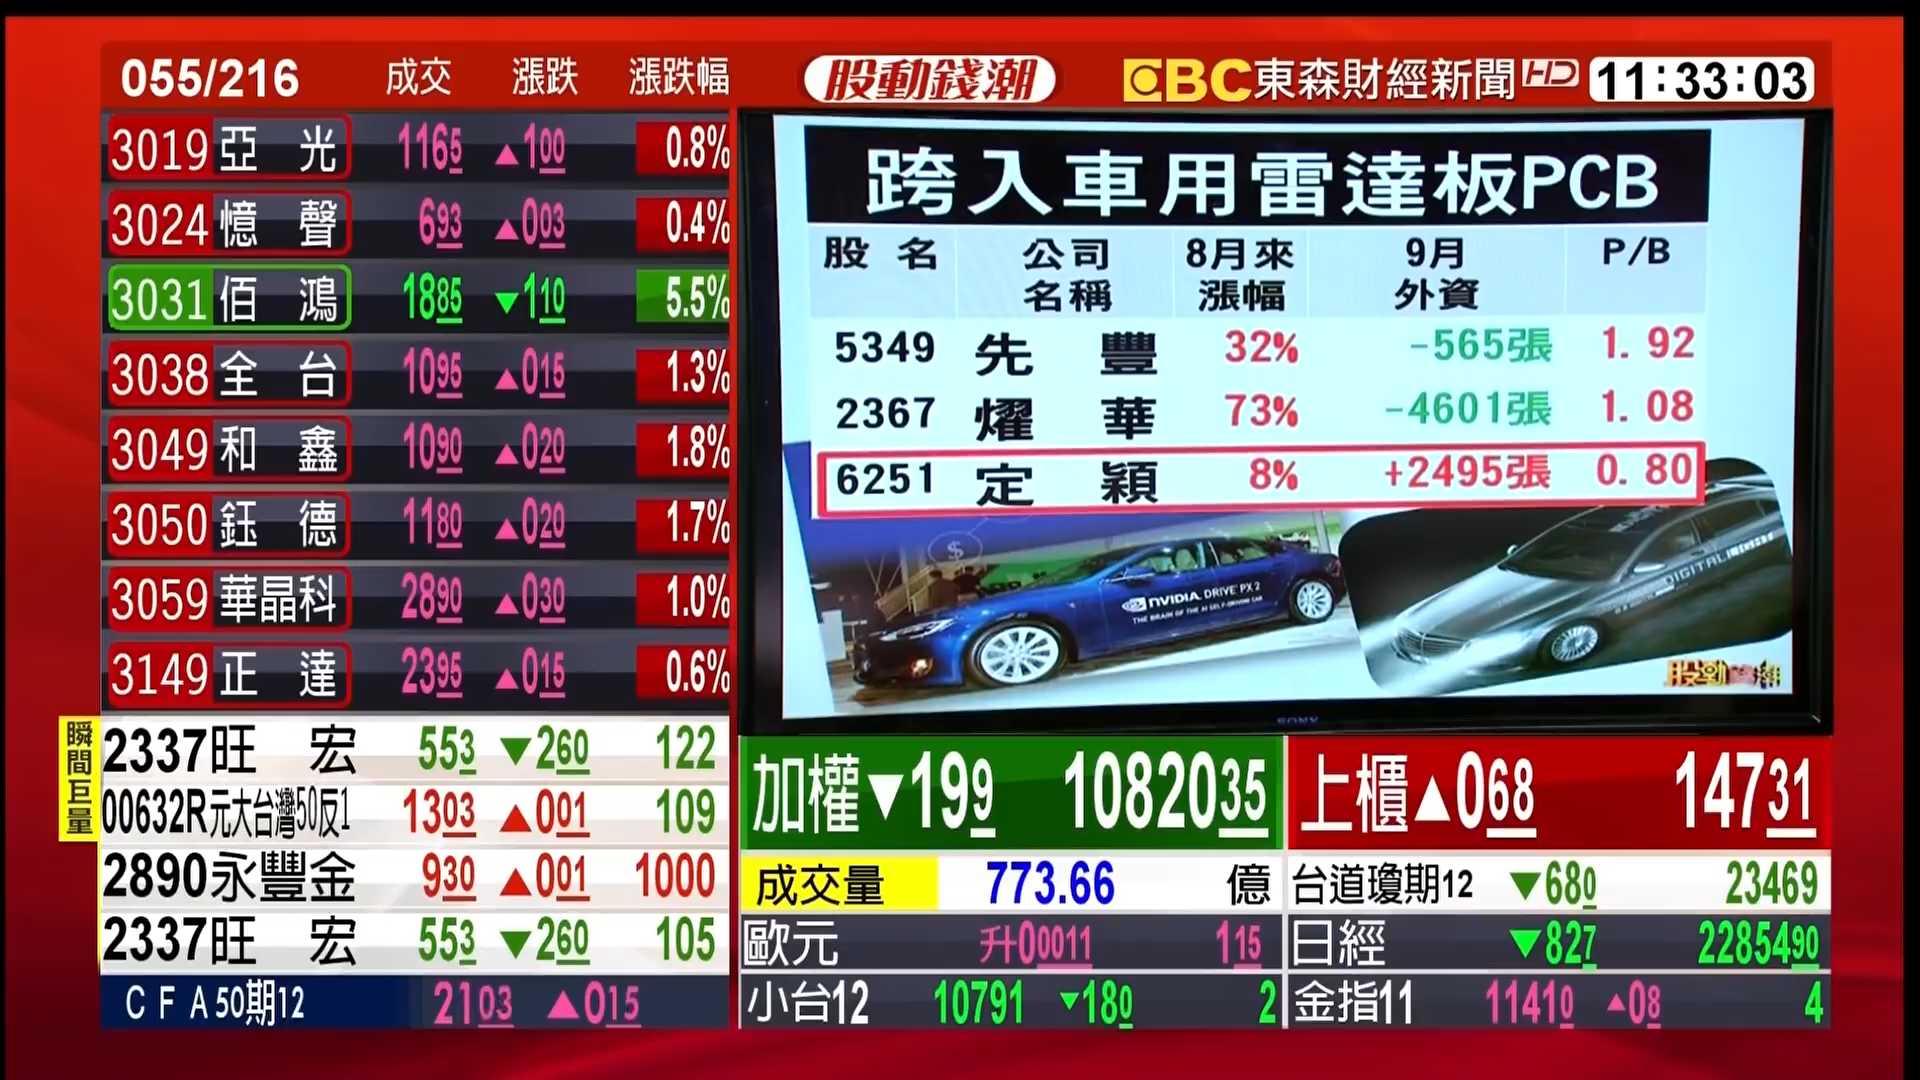 055/216 成交 漲跌 漲跌幅
3019 亞光 1165 ▲100 0.8%
3024 憶聲 693 ▲003 0.4%
3031 佰鴻 1885 ▼110 5.5%
3038 全台 1095 ▲015 1.3%
3049 和鑫 1090 ▲020 1.8%
3050 鈺德 1180 ▲020 1.7%
3059 華晶科 2890 ▲030 1.0%
3149 正達 2395 ▲015 0.6%
瞬間巨量
2337旺宏 553 ▼260 122
00632R元大台灣50反1 1303 ▲001 109
2890永豐金 930 ▲001 1000
2337旺宏 553 ▼260 105
CFA50期12 2103 ▲015
股動錢潮
EBC東森財經新聞HD 11:33:03
跨入車用雷達板PCB
股名 公司名稱 8月來漲幅 9月外資 P/B
5349 先豐 32% -565張 1.92
2367 燿華 73% -4601張 1.08
6251 定穎 8% +2495張 0.80
$
NVIDIA. DRIVE PX 2
THE BRAIN OF THE AI SELF-DRIVING CAR
DIGITAL
股動錢潮
SONY
加權▼199 1082035
上櫃▲068 14731
成交量 773.66 億
台道瓊期12 ▼680 23469
歐元 升00011 115
日經 ▼827 2285490
小台12 10791 ▼180 2
金指11 11410 ▲08 4